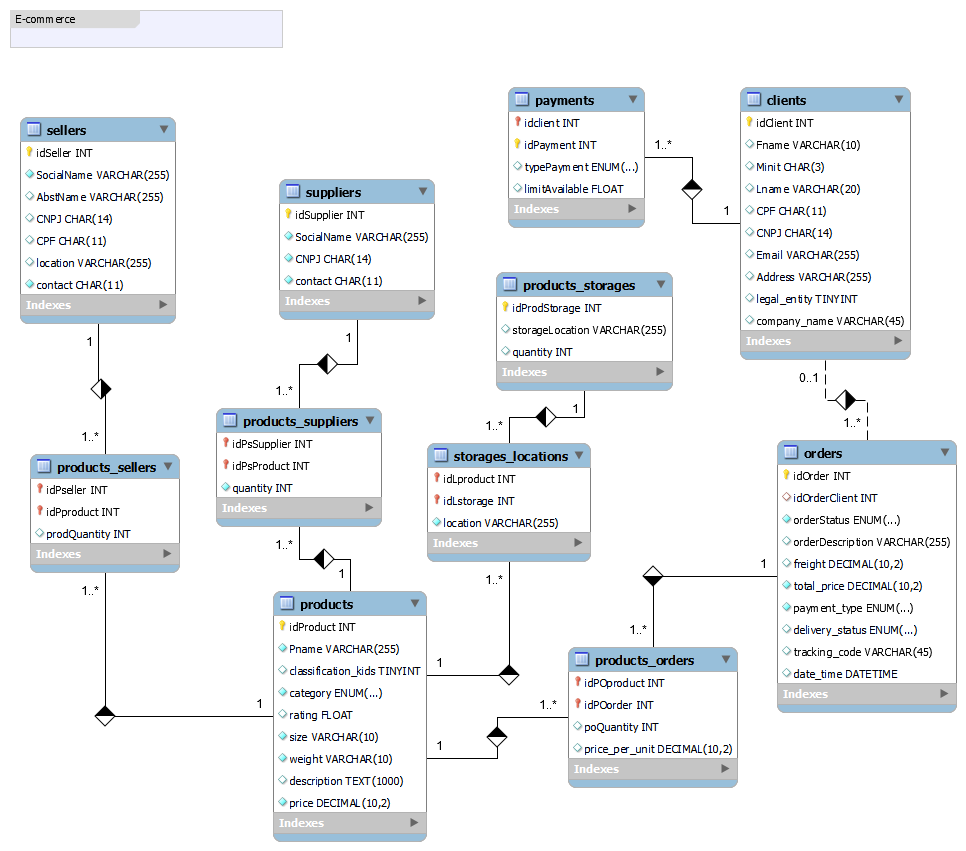 E-commerce
payments
idclient INT
idPayment INT
typePayment ENUM(...)
limitAvailable FLOAT
Indexes
1..*
1
clients
idClient INT
Fname VARCHAR(10)
Minit CHAR(3)
Lname VARCHAR(20)
CPF CHAR(11)
CNPJ CHAR(14)
Email VARCHAR(255)
Address VARCHAR(255)
legal_entity TINYINT
company_name VARCHAR(45)
Indexes
0..1
1..*
sellers
idSeller INT
SocialName VARCHAR(255)
AbstName VARCHAR(255)
CNPJ CHAR(14)
CPF CHAR(11)
location VARCHAR(255)
contact CHAR(11)
Indexes
1
1..*
suppliers
idSupplier INT
SocialName VARCHAR(255)
CNPJ CHAR(14)
contact CHAR(11)
Indexes
1
1..*
products_storages
idProdStorage INT
storageLocation VARCHAR(255)
quantity INT
Indexes
1
1..*
products_sellers
idPseller INT
idPproduct INT
prodQuantity INT
Indexes
1..*
1
products_suppliers
idPsSupplier INT
idPsProduct INT
quantity INT
Indexes
1..*
1
storages_locations
idLproduct INT
idLstorage INT
location VARCHAR(255)
Indexes
1..*
1
orders
idOrder INT
idOrderClient INT
orderStatus ENUM(...)
orderDescription VARCHAR(255)
freight DECIMAL(10,2)
total_price DECIMAL(10,2)
payment_type ENUM(...)
delivery_status ENUM(...)
tracking_code VARCHAR(45)
date_time DATETIME
Indexes
1
1..*
products
idProduct INT
Pname VARCHAR(255)
classification_kids TINYINT
category ENUM(...)
rating FLOAT
size VARCHAR(10)
weight VARCHAR(10)
description TEXT(1000)
price DECIMAL(10,2)
Indexes
1
1..*
products_orders
idPOproduct INT
idPOorder INT
poQuantity INT
price_per_unit DECIMAL(10,2)
Indexes